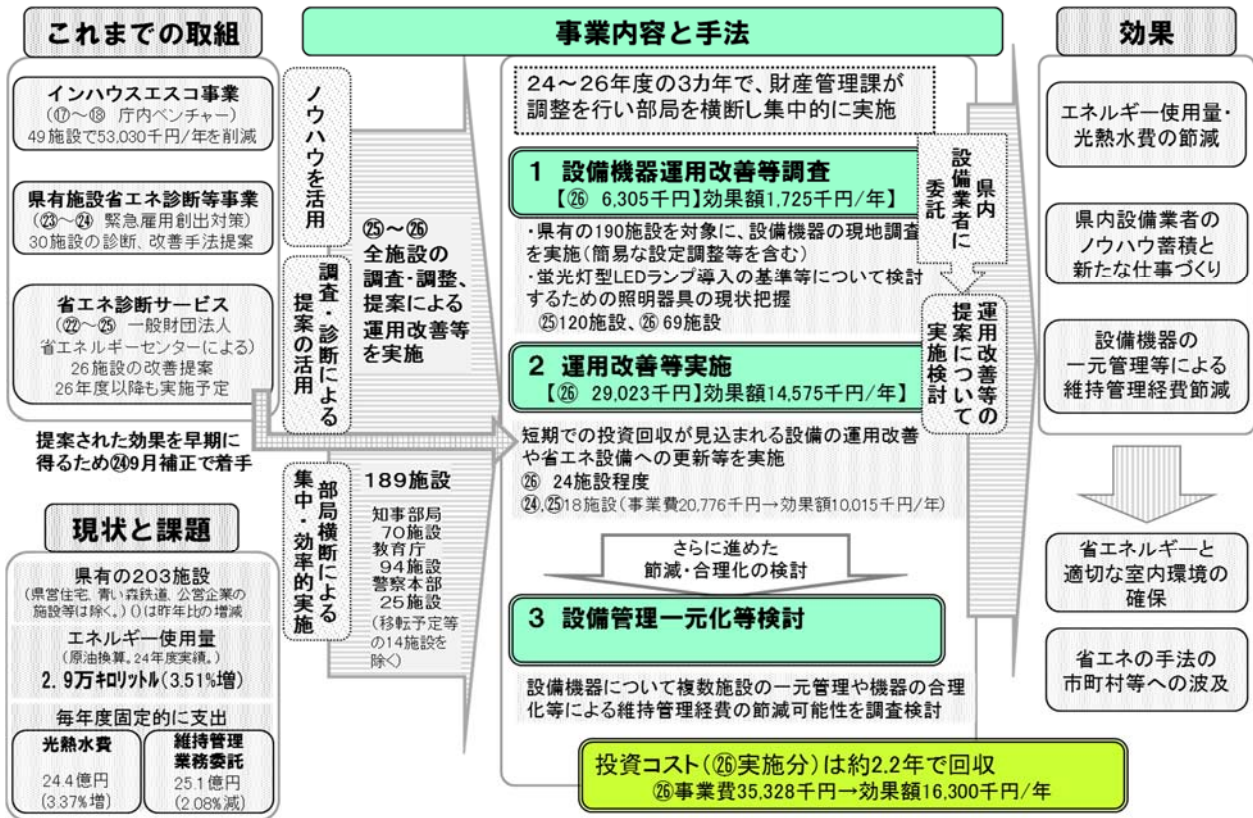 これまでの取組
インハウスエスコ事業
(⑰～⑱ 庁内ベンチャー)
49施設で53,030千円/年を削減
県有施設省エネ診断等事業
(㉓～㉔ 緊急雇用創出対策)
30施設の診断、改善手法提案
省エネ診断サービス
(㉒～㉕ 一般財団法人
省エネルギーセンターによる)
26施設の改善提案
26年度以降も実施予定
提案された効果を早期に
得るため㉔9月補正で着手
現状と課題
県有の203施設
(県営住宅、青い森鉄道、公営企業の
施設等は除く。)()は昨年比の増減
エネルギー使用量
(原油換算。24年度実績。)
2.9万キロリットル(3.51%増)
毎年度固定的に支出
光熱水費
24.4億円
(3.37%増)
維持管理
業務委託
25.1億円
(2.08%減)
事業内容と手法
ノウハウを活用
調査・診断による
提案の活用
部局横断による
集中・効率的実施
㉕～㉖
全施設の
調査・調整、
提案による
運用改善等
を実施
189施設
知事部局
70施設
教育庁
94施設
警察本部
25施設
(移転予定等
の14施設を
除く)
24～26年度の3カ年で、財産管理課が
調整を行い部局を横断し集中的に実施
1 設備機器運用改善等調査
【㉖ 6,305千円】効果額1,725千円/年】
・県有の190施設を対象に、設備機器の現地調査
を実施(簡易な設定調整等を含む)
・蛍光灯型LEDランプ導入の基準等について検討
するための照明器具の現状把握
㉕120施設、㉖69施設
2 運用改善等実施
【㉖ 29,023千円】効果額14,575千円/年】
短期での投資回収が見込まれる設備の運用改善
や省エネ設備への更新等を実施
㉖ 24施設程度
㉔,㉕18施設(事業費20,776千円→効果額10,015千円/年)
さらに進めた
節減・合理化の検討
3 設備管理一元化等検討
設備機器について複数施設の一元管理や機器の合理
化等による維持管理経費の節減可能性を調査検討
投資コスト(㉖実施分)は約2.2年で回収
㉖事業費35,328千円→効果額16,300千円/年
県内
設備業者に
委託
運用改善等の
提案について
実施検討
効果
エネルギー使用量・
光熱水費の節減
県内設備業者の
ノウハウ蓄積と
新たな仕事づくり
設備機器の
一元管理等による
維持管理経費節減
省エネルギーと
適切な室内環境の
確保
省エネの手法の
市町村等への波及